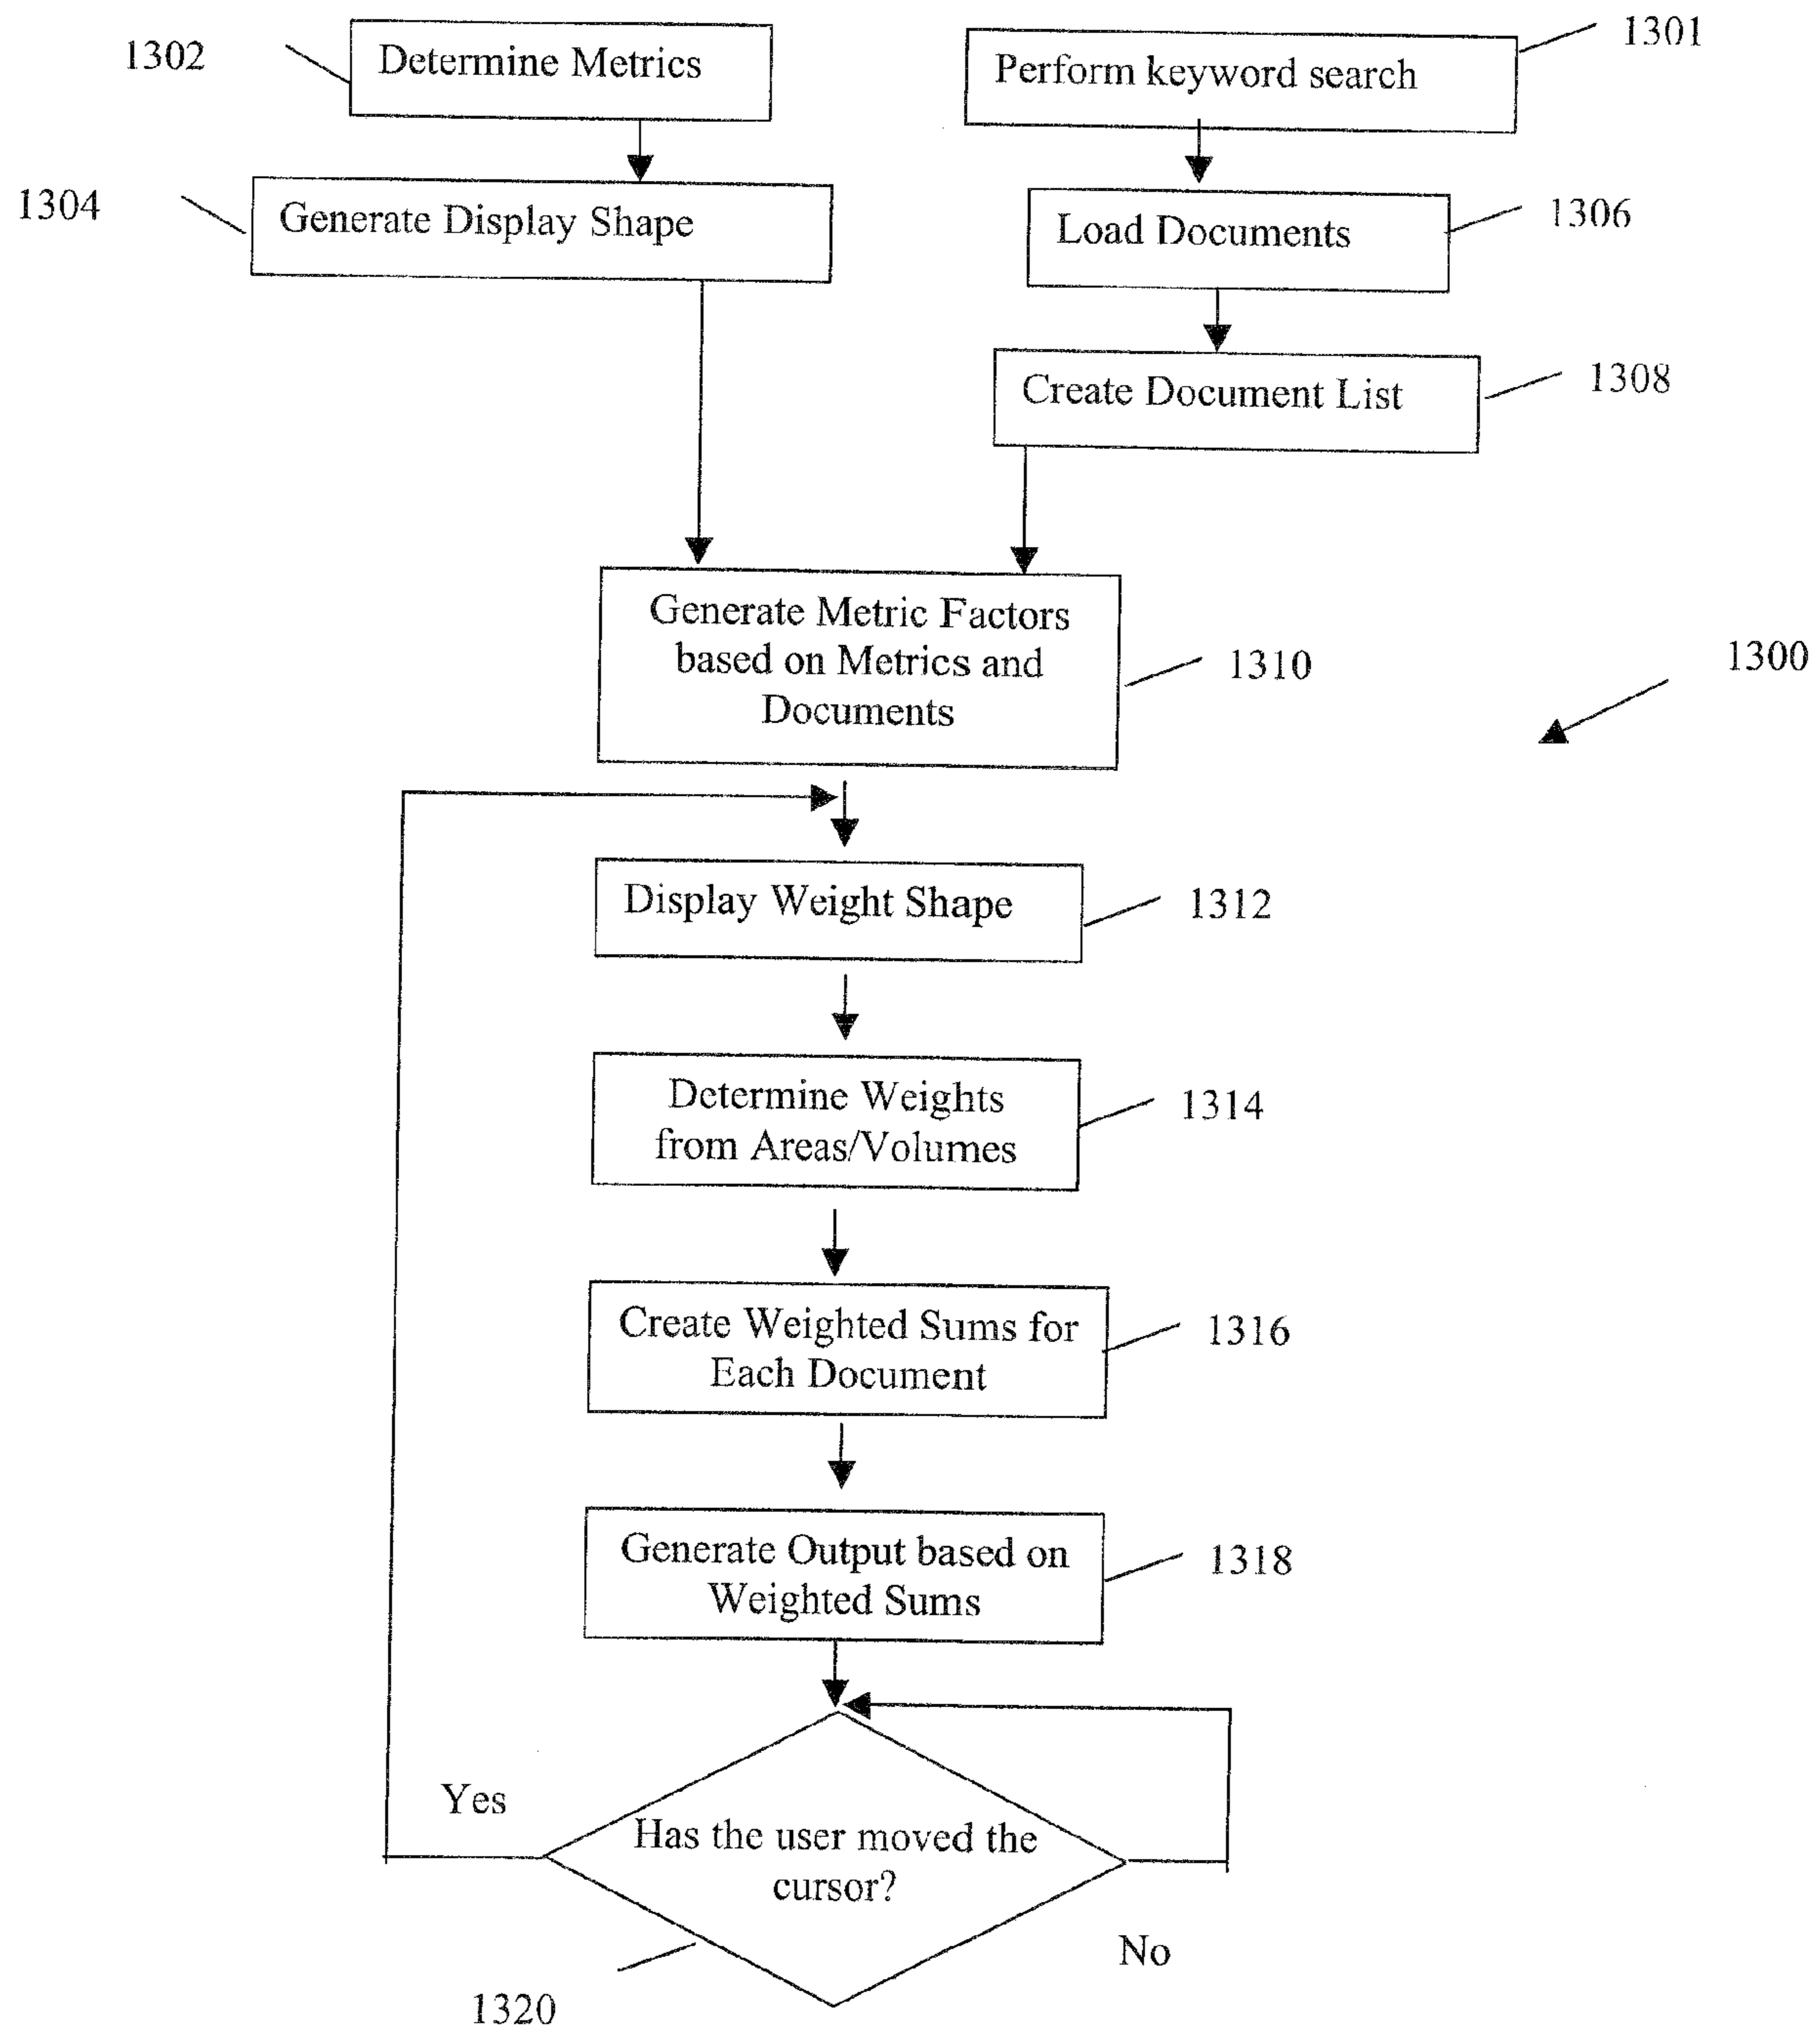 1302
Determine Metrics
Perform keyword search
1301
1304
Generate Display Shape
Load Documents
1306
Create Document List
1308
Generate Metric Factors
based on Metrics and
Documents
1310
1300
Display Weight Shape
1312
Determine Weights
from Areas/Volumes
1314
Create Weighted Sums for
Each Document
1316
Generate Output based on
Weighted Sums
1318
Yes
Has the user moved the
cursor?
No
1320